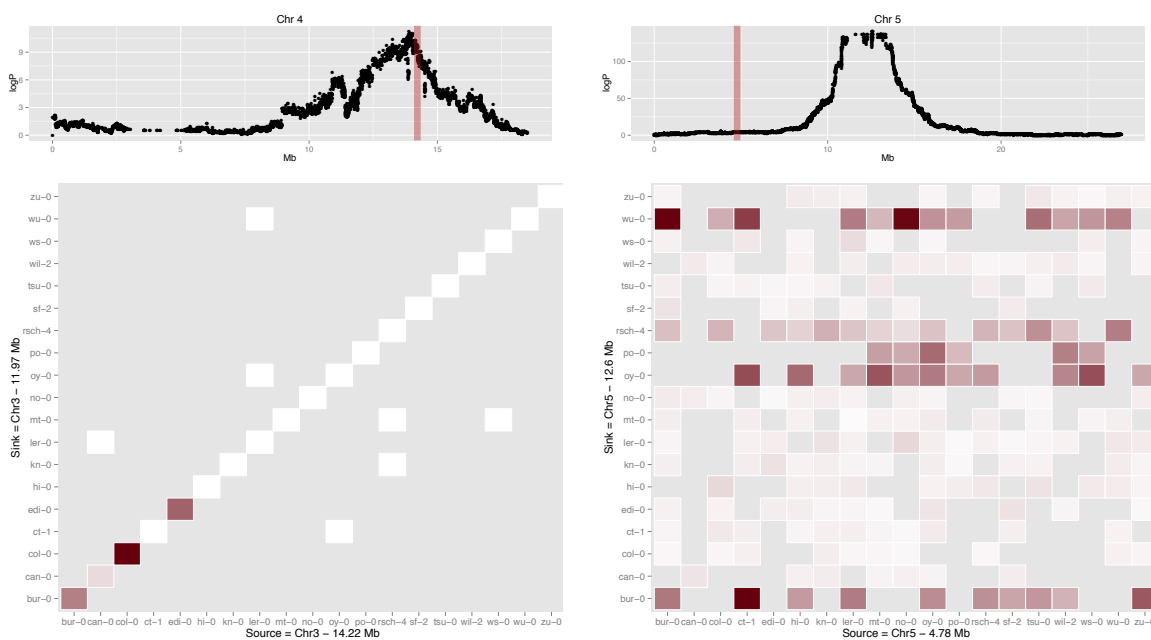 Chr 4
9
6
3
0
logP
0
5
10
15
Mb
Chr 5
100
50
0
logP
0
10
20
Mb
zu-0
wu-0
ws-0
wil-2
tsu-0
sf-2
rsch-4
po-0
oy-0
no-0
mt-0
ler-0
kn-0
hi-0
edi-0
ct-1
col-0
can-0
bur-0
Sink = Chr3 - 11.97 Mb
bur-0 can-0 col-0 ct-1 edi-0 hi-0 kn-0 ler-0 mt-0 no-0 oy-0 po-0 rsch-4 sf-2 tsu-0 wil-2 ws-0 wu-0 zu-0
Source = Chr3 - 14.22 Mb
zu-0
wu-0
ws-0
wil-2
tsu-0
sf-2
rsch-4
po-0
oy-0
no-0
mt-0
ler-0
kn-0
hi-0
edi-0
ct-1
col-0
can-0
bur-0
Sink = Chr5 - 12.6 Mb
bur-0 can-0 col-0 ct-1 edi-0 hi-0 kn-0 ler-0 mt-0 no-0 oy-0 po-0 rsch-4 sf-2 tsu-0 wil-2 ws-0 wu-0 zu-0
Source = Chr5 - 4.78 Mb